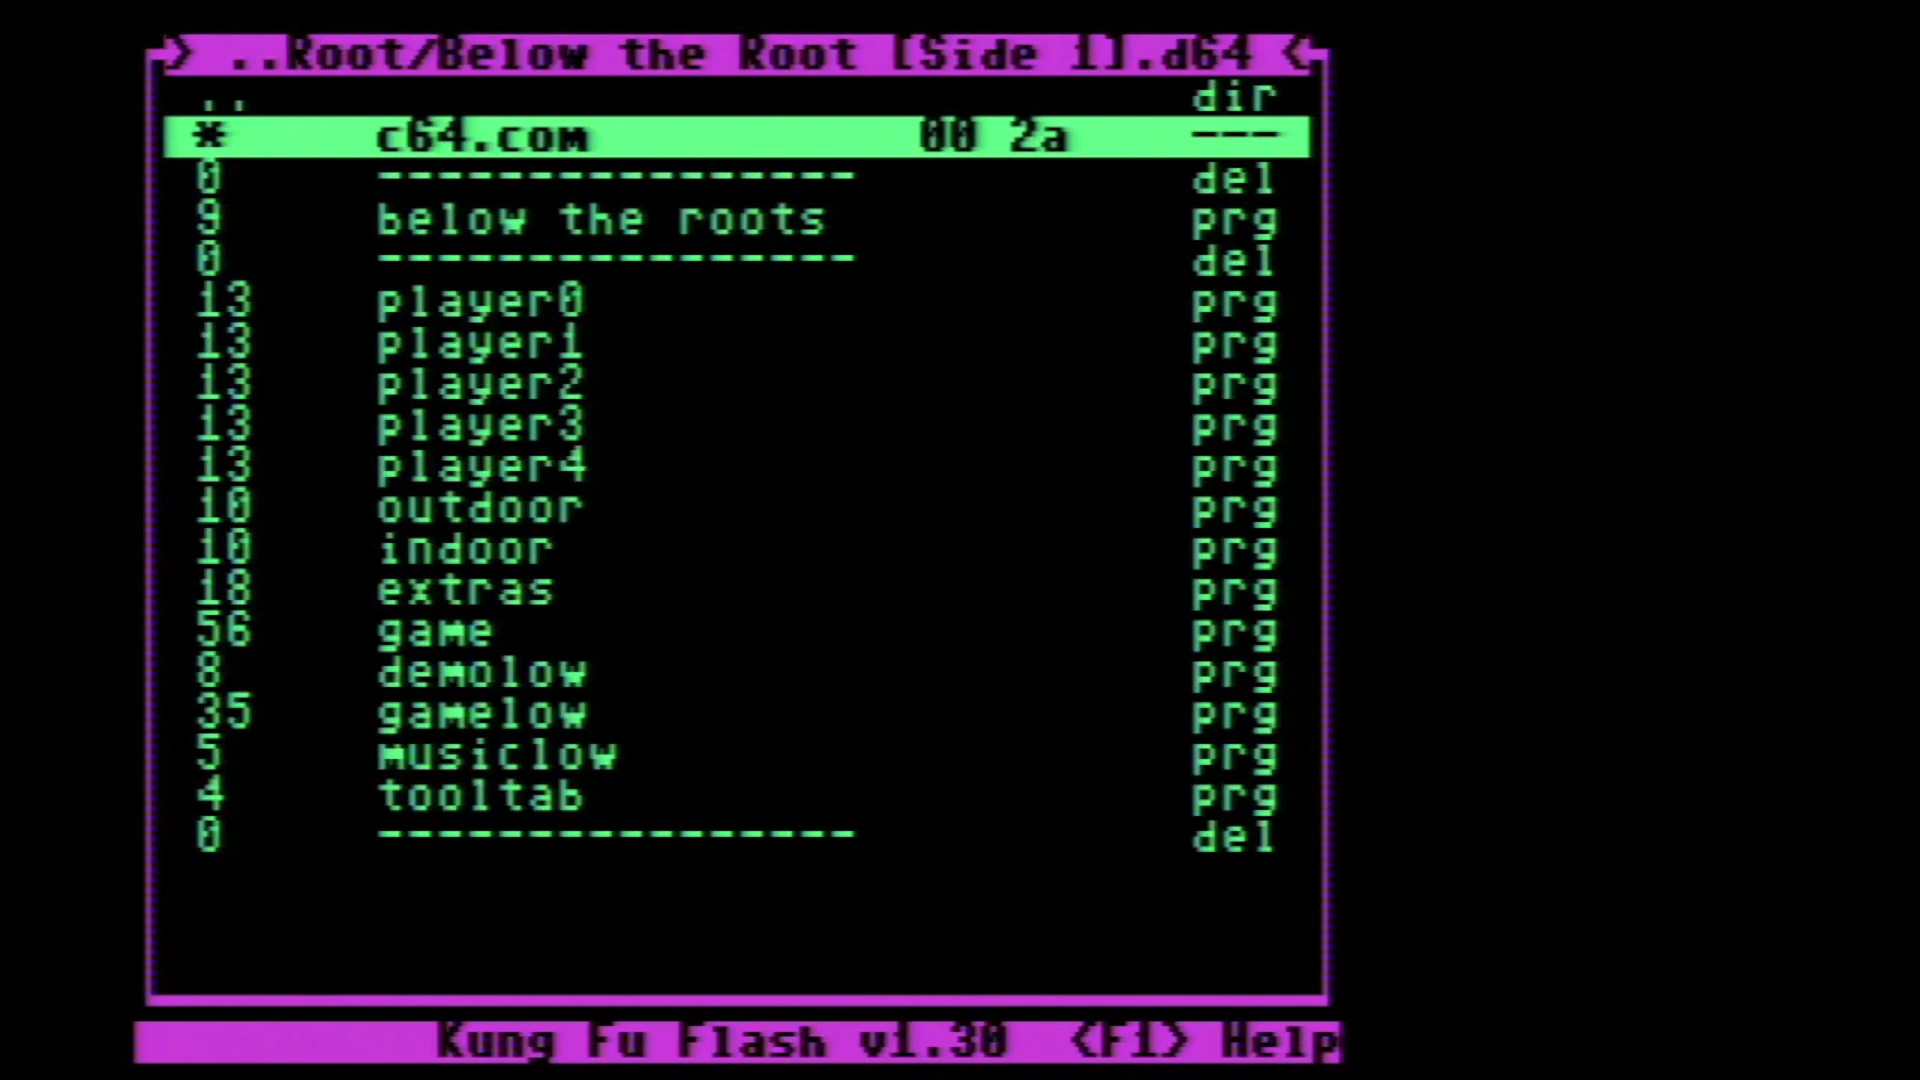 > ..Root/Below the Root [Side 1].d64 <
.. dir
* c64.com 00 2a ---
0 ---------------- del
9 below the roots prg
0 ---------------- del
13 player0 prg
13 player1 prg
13 player2 prg
13 player3 prg
13 player4 prg
10 outdoor prg
10 indoor prg
18 extras prg
56 game prg
8 demolow prg
35 gamelow prg
5 musiclow prg
4 tooltab prg
0 ---------------- del
Kung Fu Flash v1.30 <F1> Help